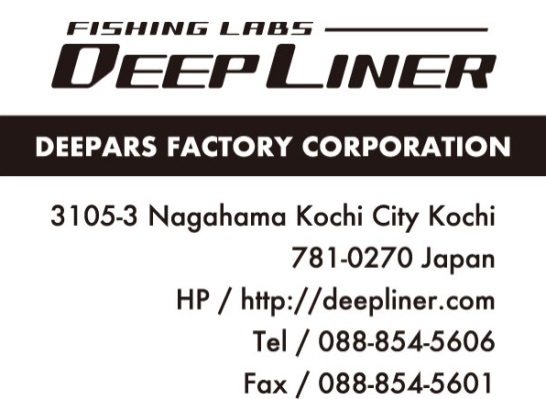 FISHING LABS
DEEP LINER
DEEPARS FACTORY CORPORATION
3105-3 Nagahama Kochi City Kochi
781-0270 Japan
HP / http://deepliner.com
Tel / 088-854-5606
Fax / 088-854-5601